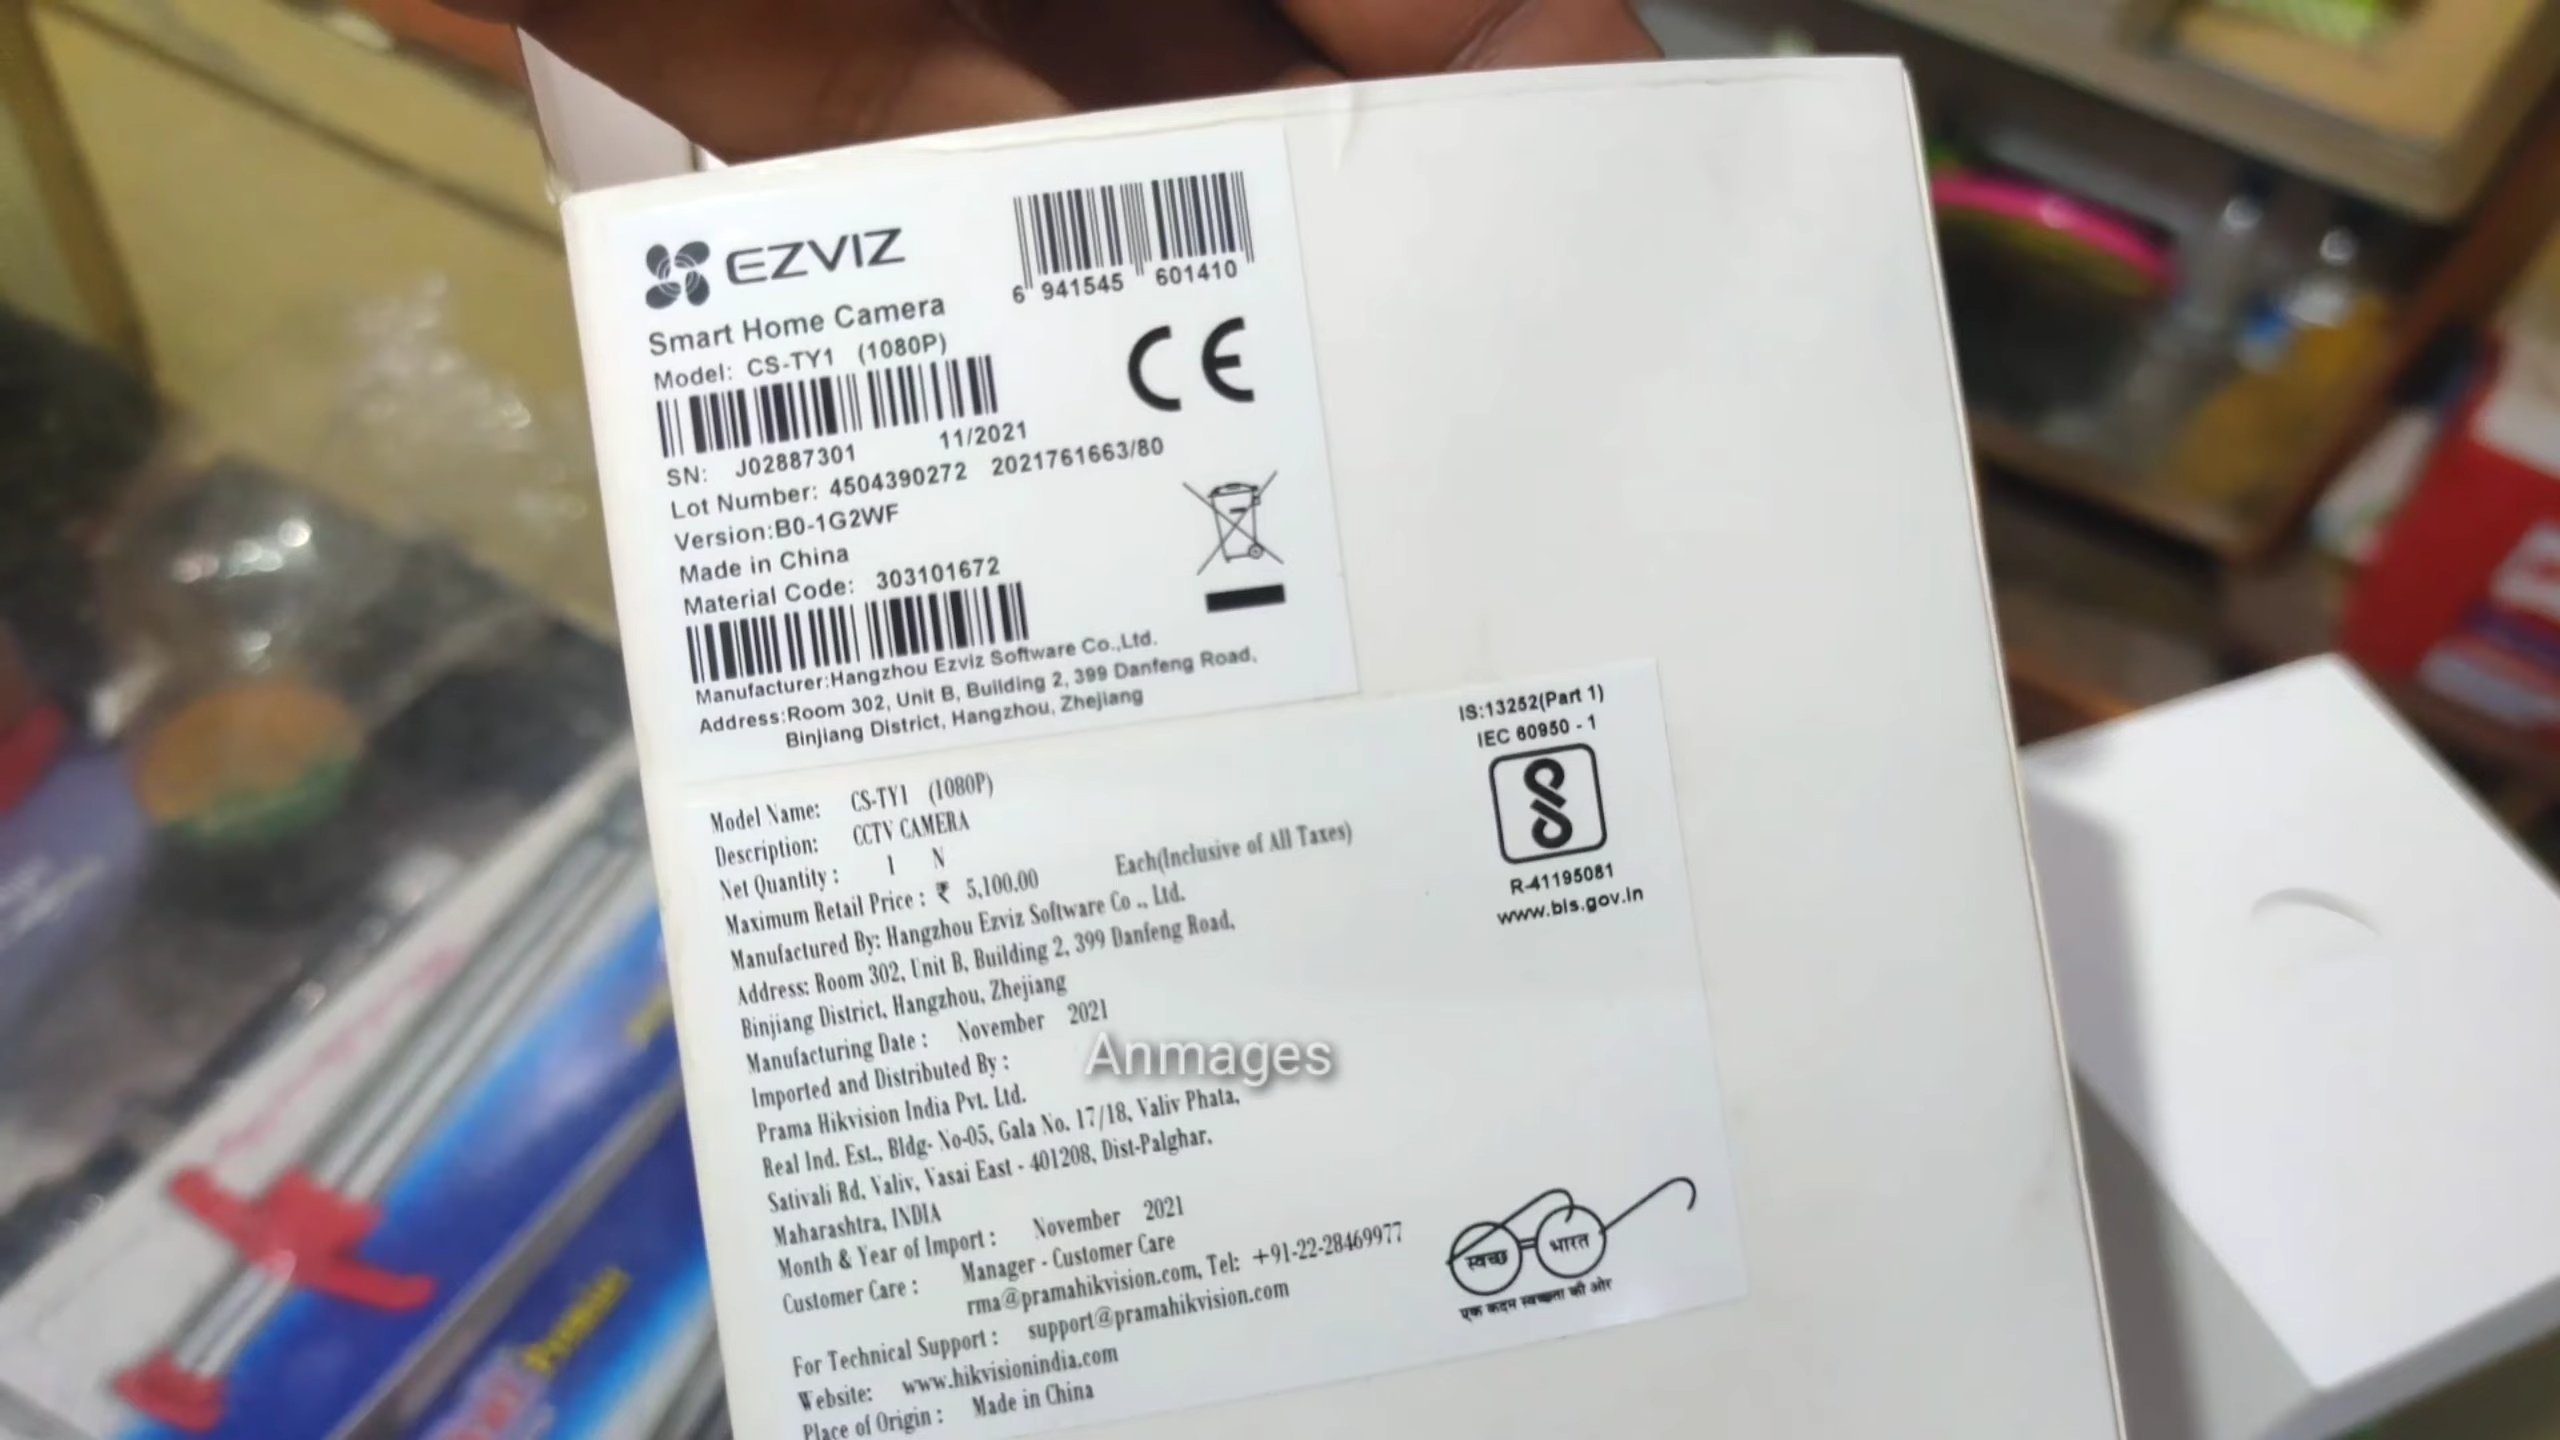 EZVIZ
6 941545 601410
Smart Home Camera
Model: CS-TY1 (1080P)
CE
SN: J02887301 11/2021
Lot Number: 4504390272 2021761663/80
Version:B0-1G2WF
Made in China
Material Code: 303101672
Manufacturer:Hangzhou Ezviz Software Co.,Ltd.
Address:Room 302, Unit B, Building 2, 399 Danfeng Road,
Binjiang District, Hangzhou, Zhejiang
IS:13252(Part 1)
IEC 60950 - 1
R-41195081
www.bis.gov.in
Model Name: CS-TY1 (1080P)
Description: CCTV CAMERA
Net Quantity : 1 N
Maximum Retail Price : ₹ 5,100.00 Each(Inclusive of All Taxes)
Manufactured By: Hangzhou Ezviz Software Co ., Ltd.
Address: Room 302, Unit B, Building 2, 399 Danfeng Road,
Binjiang District, Hangzhou, Zhejiang
Manufacturing Date : November 2021
Imported and Distributed By :
Anmages
Prama Hikvision India Pvt. Ltd.
Real Ind. Est., Bldg- No-05, Gala No. 17/18, Valiv Phata,
Sativali Rd, Valiv, Vasai East - 401208, Dist-Palghar,
Maharashtra, INDIA
Month & Year of Import : November 2021
Customer Care : Manager - Customer Care
rma@pramahikvision.com, Tel: +91-22-28469977
For Technical Support : support@pramahikvision.com
Website: www.hikvisionindia.com
Place of Origin : Made in China
स्वच्छ भारत
एक कदम स्वच्छता की ओर
Premier